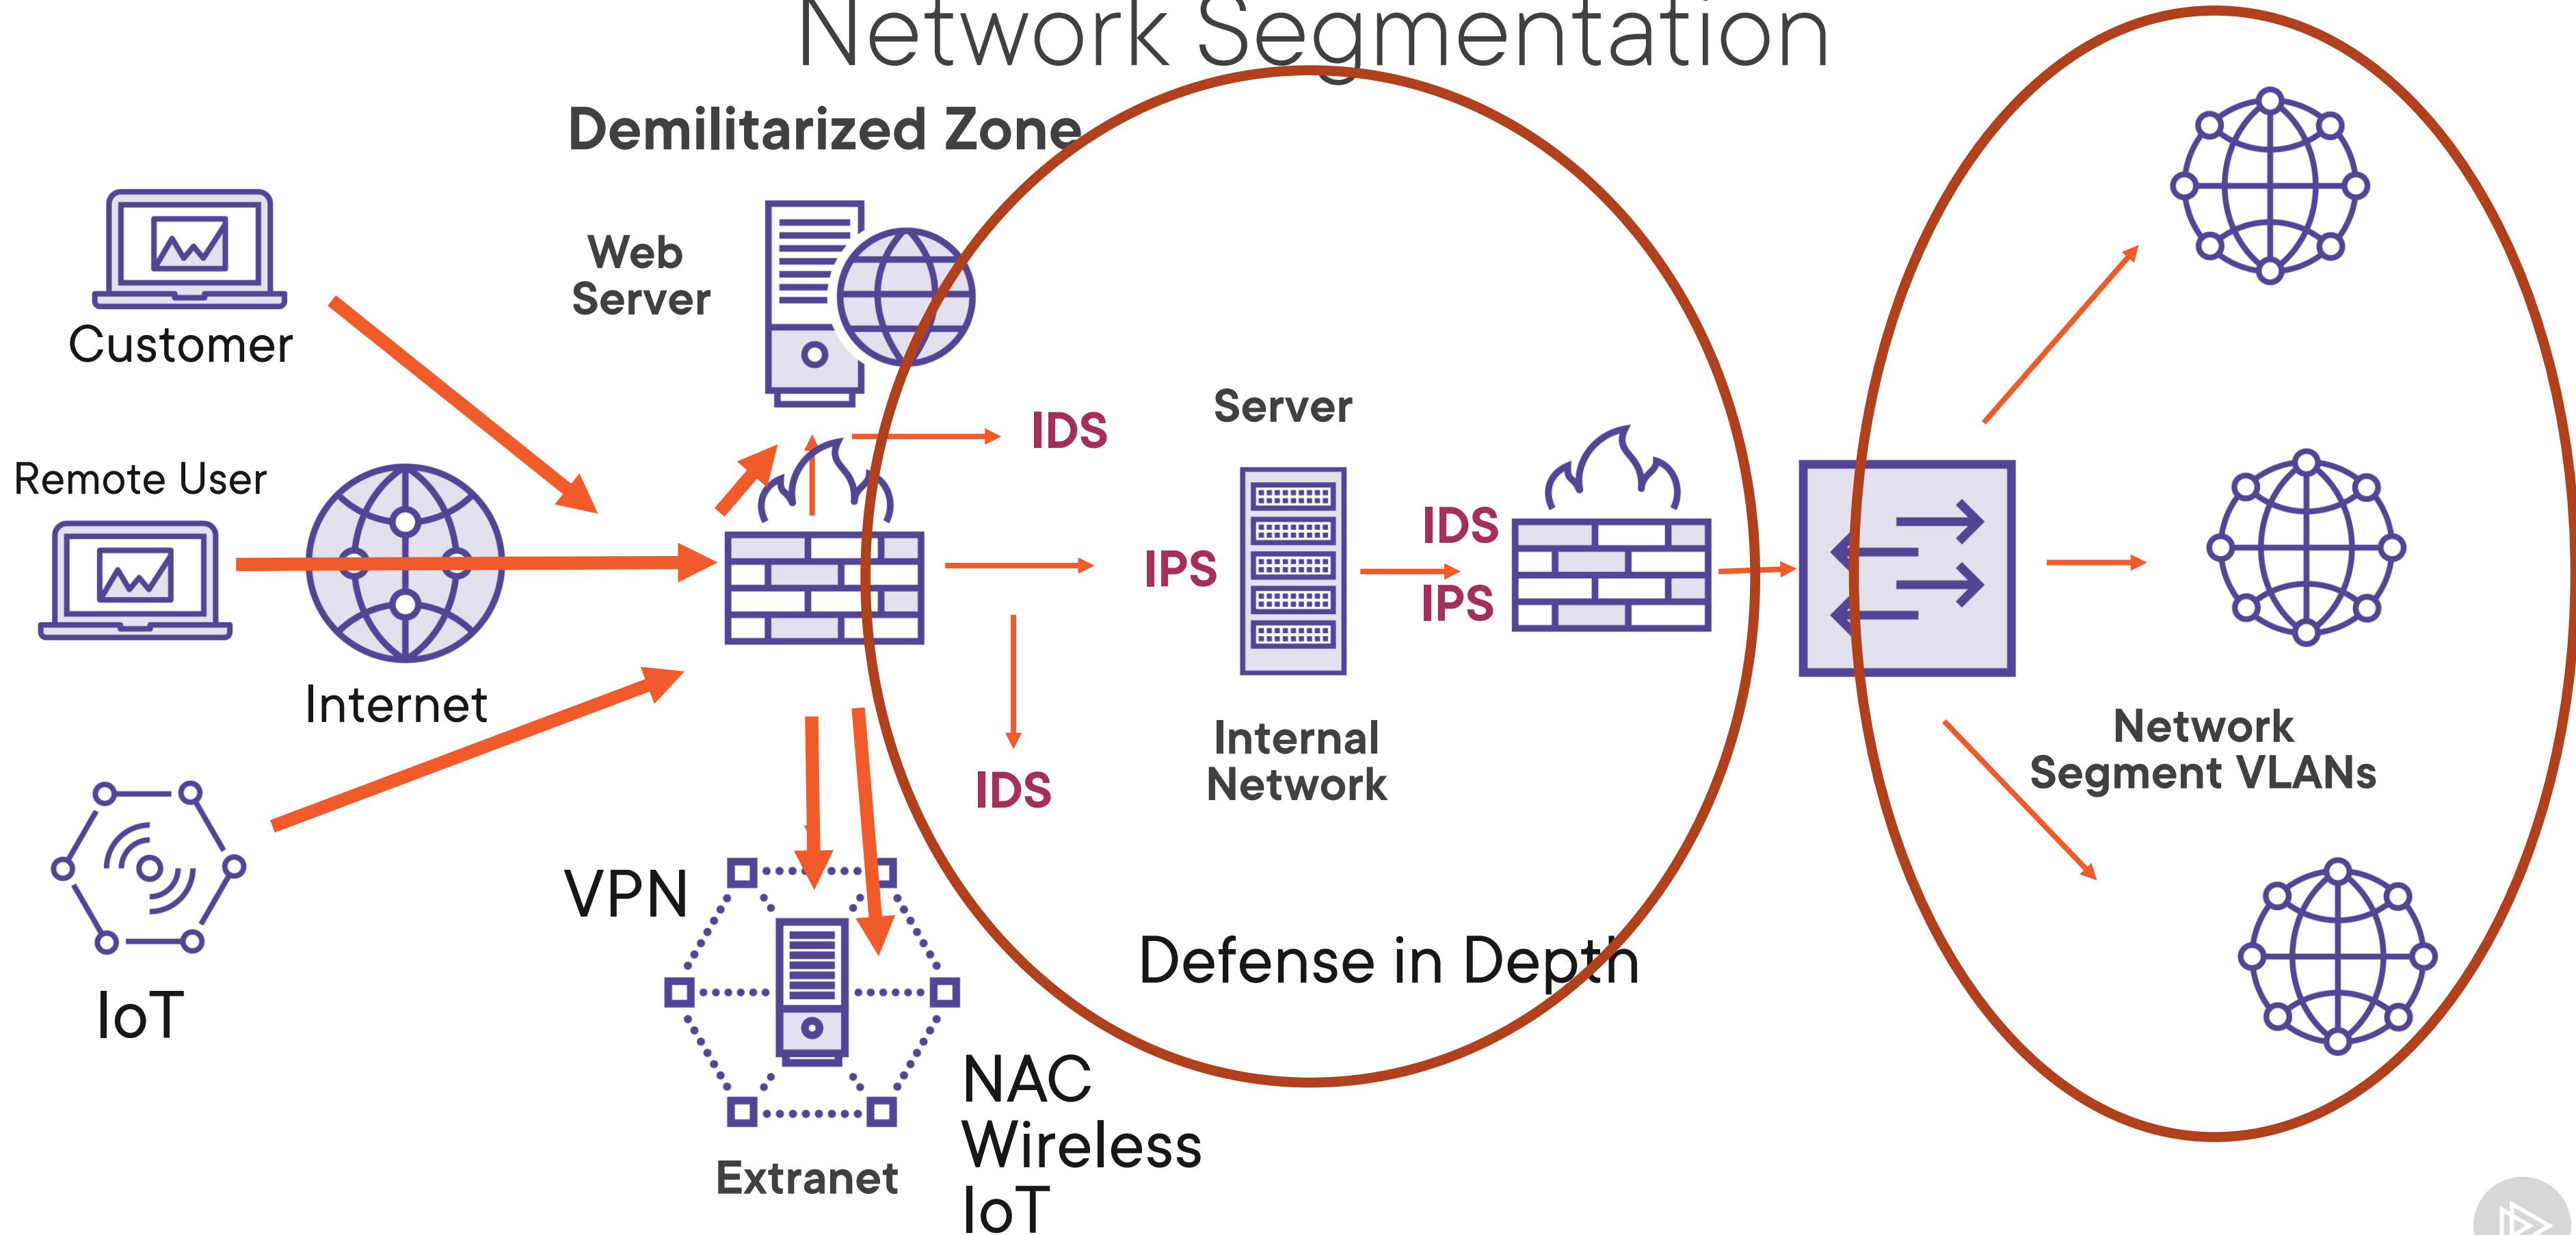 Network Segmentation
Demilitarized Zone
Web
Server
Customer
Remote User
Internet
IoT
IDS
Server
IPS
IDS
IPS
IDS
Internal
Network
Network
Segment VLANs
Defense in Depth
VPN
Extranet
NAC
Wireless
IoT